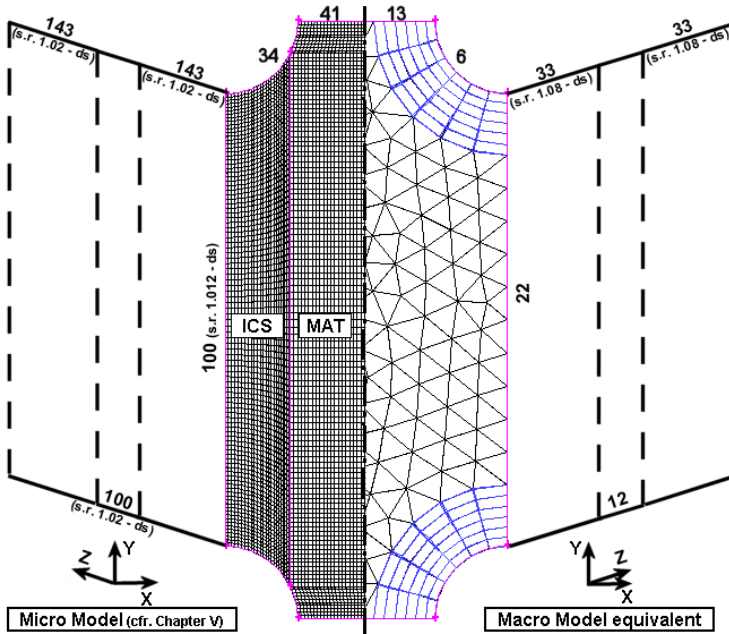 143
(s.r. 1.02 - ds)
143
(s.r. 1.02 - ds)
34
41
13
6
33
(s.r. 1.08 - ds)
33
(s.r. 1.08 - ds)
100 (s.r. 1.012 - ds)
ICS
MAT
22
100
(s.r. 1.02 - ds)
12
Y
Z
X
Y
Z
X
Micro Model (cfr. Chapter V)
Macro Model equivalent